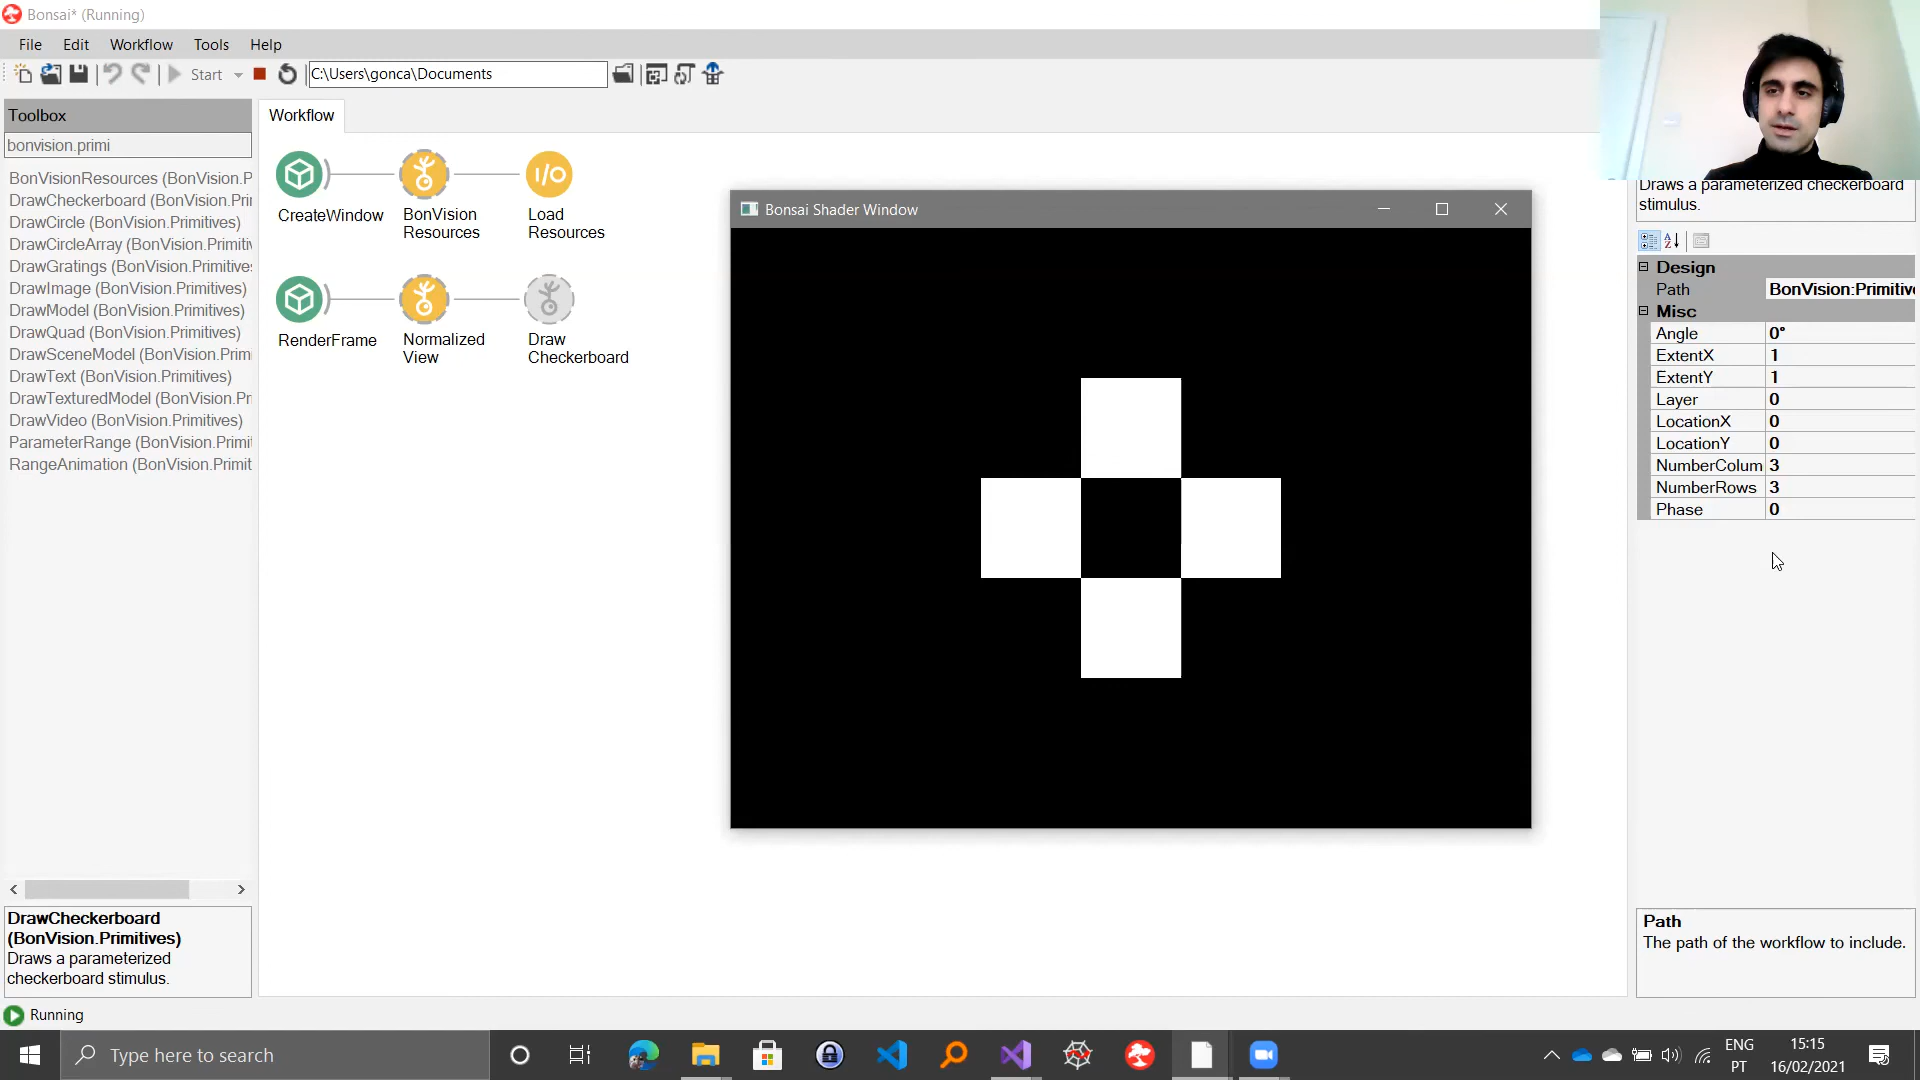 Bonsai* (Running)
File Edit Workflow Tools Help
Start C:\Users\gonca\Documents
Toolbox
bonvision.primi
BonVisionResources (BonVision.P
DrawCheckerboard (BonVision.Pri
DrawCircle (BonVision.Primitives)
DrawCircleArray (BonVision.Primitiv
DrawGratings (BonVision.Primitives
DrawImage (BonVision.Primitives)
DrawModel (BonVision.Primitives)
DrawQuad (BonVision.Primitives)
DrawSceneModel (BonVision.Prim
DrawText (BonVision.Primitives)
DrawTexturedModel (BonVision.Pr
DrawVideo (BonVision.Primitives)
ParameterRange (BonVision.Primit
RangeAnimation (BonVision.Primit
DrawCheckerboard
(BonVision.Primitives)
Draws a parameterized
checkerboard stimulus.
Workflow
CreateWindow
BonVision
Resources
I/O
Load
Resources
RenderFrame
Normalized
View
Draw
Checkerboard
Bonsai Shader Window
Draws a parameterized checkerboard
stimulus.
A
Z
Design
Path BonVision:Primitive
Misc
Angle 0°
ExtentX 1
ExtentY 1
Layer 0
LocationX 0
LocationY 0
NumberColum 3
NumberRows 3
Phase 0
Path
The path of the workflow to include.
Running
Type here to search
ENG
PT
15:15
16/02/2021